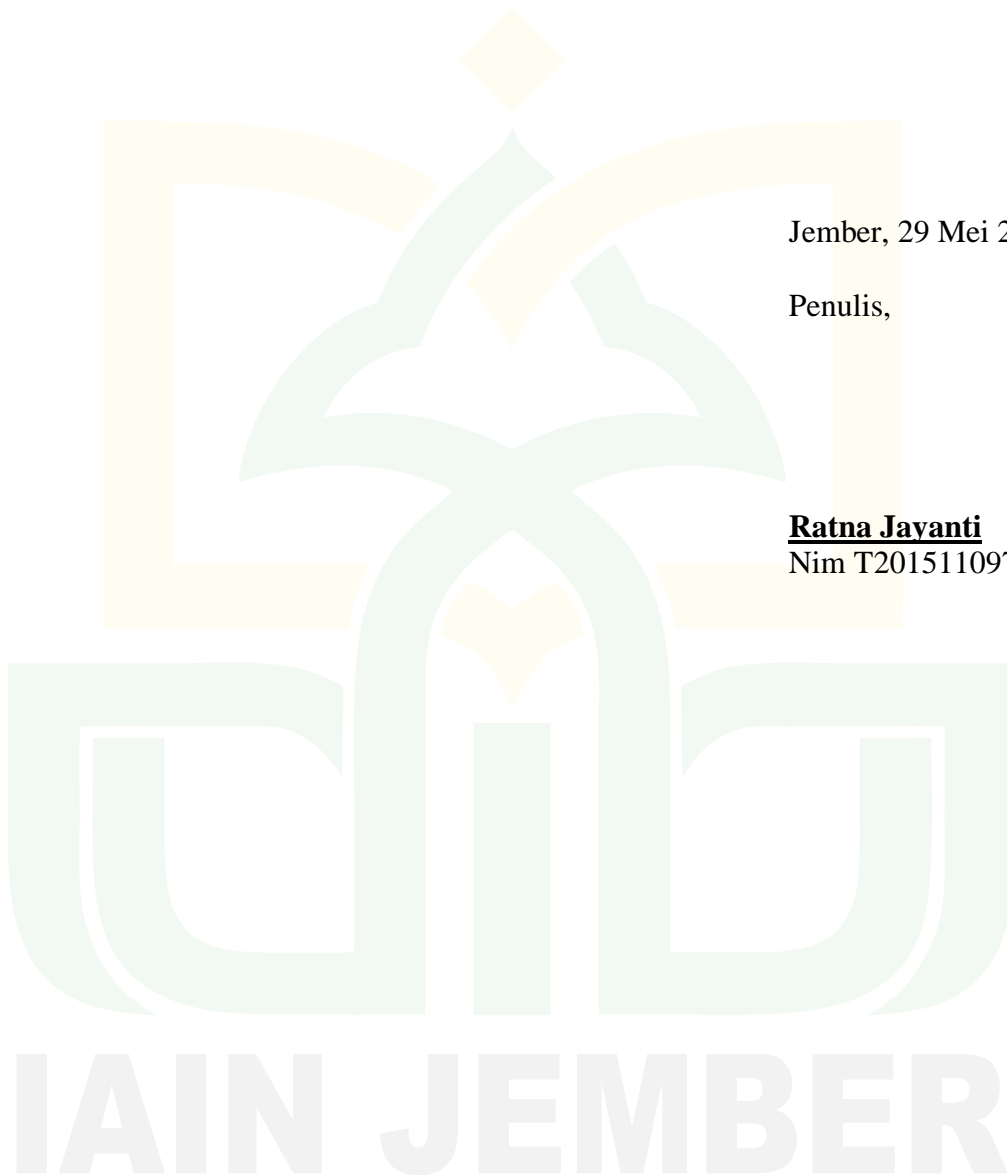 Jember, 29 Mei 2
Penulis,
Ratna Jayanti
Nim T20151109
IAIN JEMBER